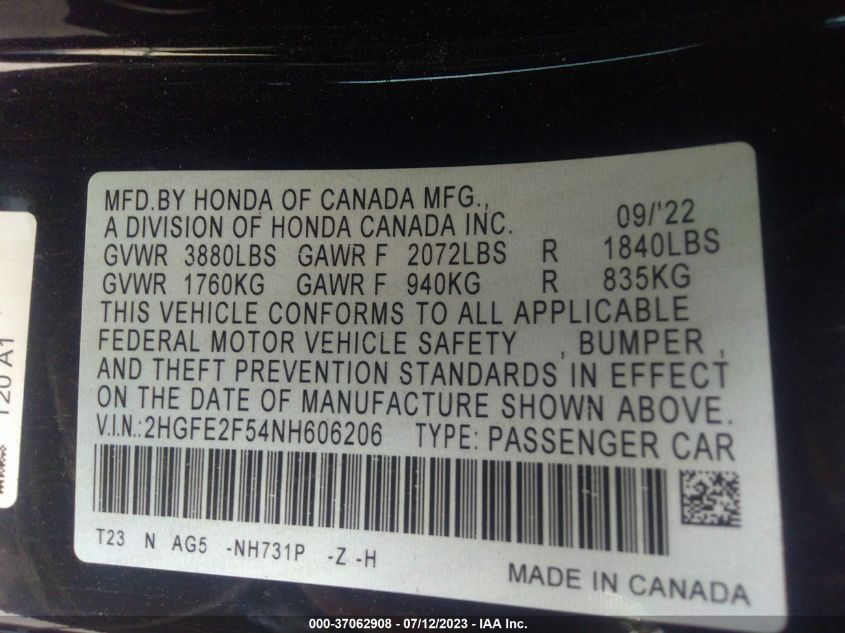 MFD.BY HONDA OF CANADA MFG.,
A DIVISION OF HONDA CANADA INC. 09/'22
GVWR 3880LBS GAWR F 2072LBS R 1840LBS
GVWR 1760KG GAWR F 940KG R 835KG
THIS VEHICLE CONFORMS TO ALL APPLICABLE
FEDERAL MOTOR VEHICLE SAFETY , BUMPER ,
AND THEFT PREVENTION STANDARDS IN EFFECT
ON THE DATE OF MANUFACTURE SHOWN ABOVE.
V.I.N.:2HGFE2F54NH606206 TYPE: PASSENGER CAR
T23 N AG5 -NH731P -Z -H
MADE IN CANADA
120 A1
000-37062908 - 07/12/2023 - IAA Inc.